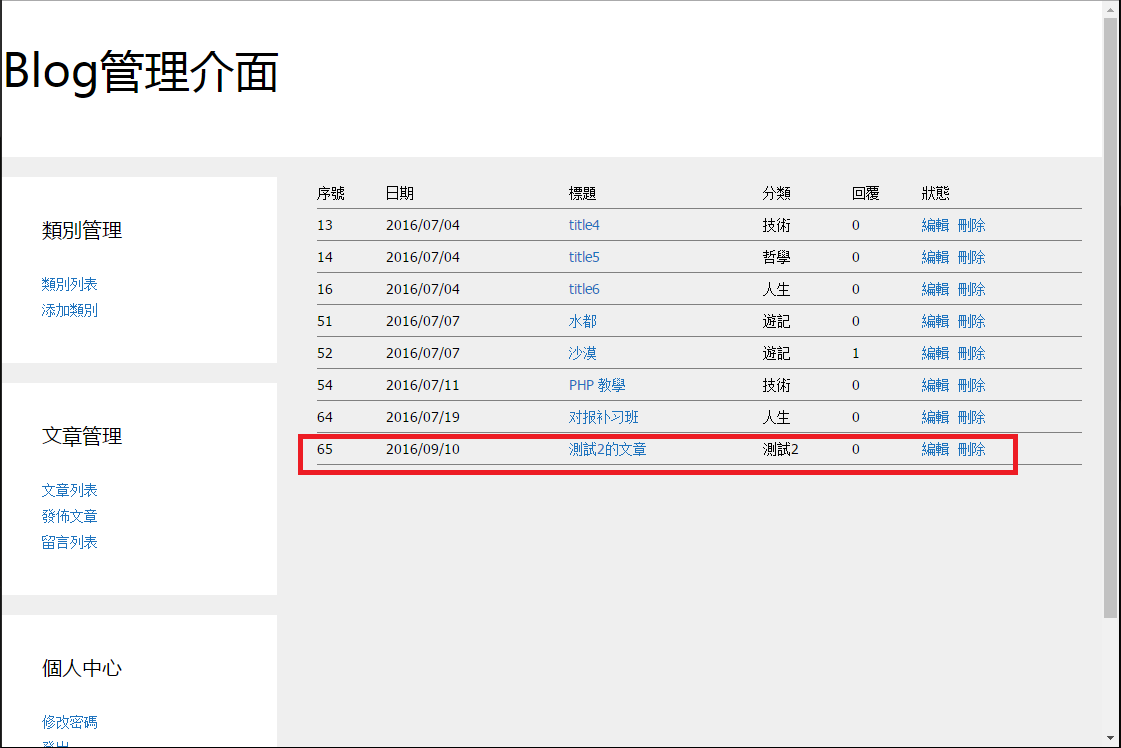 Blog管理介面
類別管理
類別列表
添加類別
文章管理
文章列表
發佈文章
留言列表
個人中心
修改密碼
序號 日期 標題 分類 回覆 狀態
13 2016/07/04 title4 技術 0 編輯 刪除
14 2016/07/04 title5 哲學 0 編輯 刪除
16 2016/07/04 title6 人生 0 編輯 刪除
51 2016/07/07 水都 遊記 0 編輯 刪除
52 2016/07/07 沙漠 遊記 1 編輯 刪除
54 2016/07/11 PHP 教學 技術 0 編輯 刪除
64 2016/07/19 对报补习班 人生 0 編輯 刪除
65 2016/09/10 測試2的文章 測試2 0 編輯 刪除